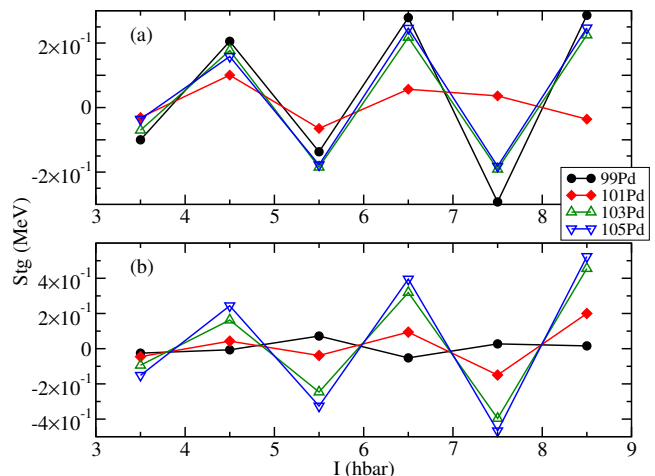 (a)
2×10⁻¹
0
-2×10⁻¹
3 4 5 6 7 8
99Pd
101Pd
103Pd
105Pd
Stg (MeV)
(b)
4×10⁻¹
2×10⁻¹
0
-2×10⁻¹
-4×10⁻¹
3 4 5 6 7 8 9
I (hbar)